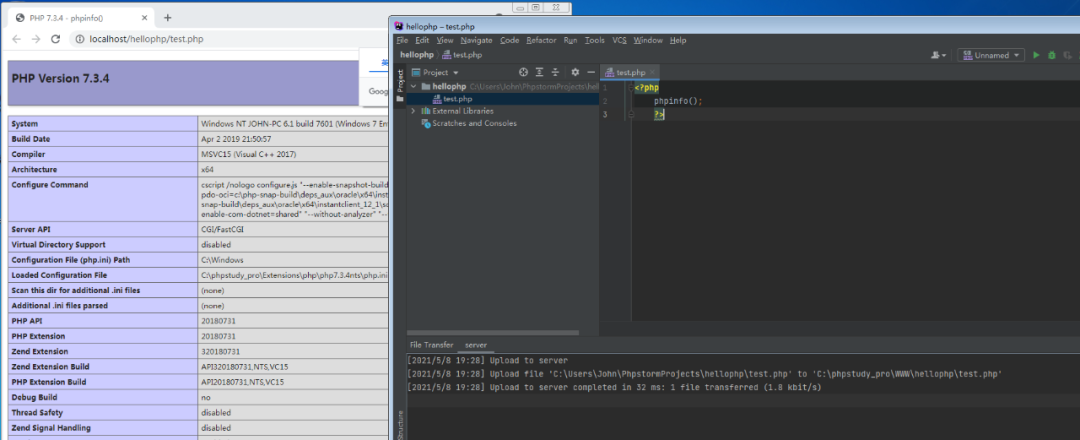 PHP 7.3.4 - phpinfo()
localhost/hellophp/test.php
PHP Version 7.3.4
System Windows NT JOHN-PC 6.1 build 7601 (Windows 7 En
Build Date Apr 2 2019 21:50:57
Compiler MSVC15 (Visual C++ 2017)
Architecture x64
Configure Command cscript /nologo configure.js "--enable-snapshot-build
pdo-oci=c:\php-snap-build\deps_aux\oracle\x64\inst
snap-build\deps_aux\oracle\x64\instantclient_12_1\s
enable-com-dotnet=shared" "--without-analyzer" "--
Server API CGI/FastCGI
Virtual Directory Support disabled
Configuration File (php.ini) Path C:\Windows
Loaded Configuration File C:\phpstudy_pro\Extensions\php\php7.3.4nts\php.ini
Scan this dir for additional .ini files (none)
Additional .ini files parsed (none)
PHP API 20180731
PHP Extension 20180731
Zend Extension 320180731
Zend Extension Build API320180731,NTS,VC15
PHP Extension Build API20180731,NTS,VC15
Debug Build no
Thread Safety disabled
Zend Signal Handling disabled
英
Goog
hellophp – test.php
File Edit View Navigate Code Refactor Run Tools VCS Window Help
hellophp test.php
Unnamed
Project
Project
test.php
hellophp C:\Users\John\PhpstormProjects\hel
test.php
External Libraries
Scratches and Consoles
1 <?php
2 phpinfo();
3 ?>
File Transfer server
[2021/5/8 19:28] Upload to server
[2021/5/8 19:28] Upload file 'C:\Users\John\PhpstormProjects\hellophp\test.php' to 'C:\phpstudy_pro\WWW\hellophp\test.php'
[2021/5/8 19:28] Upload to server completed in 32 ms: 1 file transferred (1.8 kbit/s)
Structure